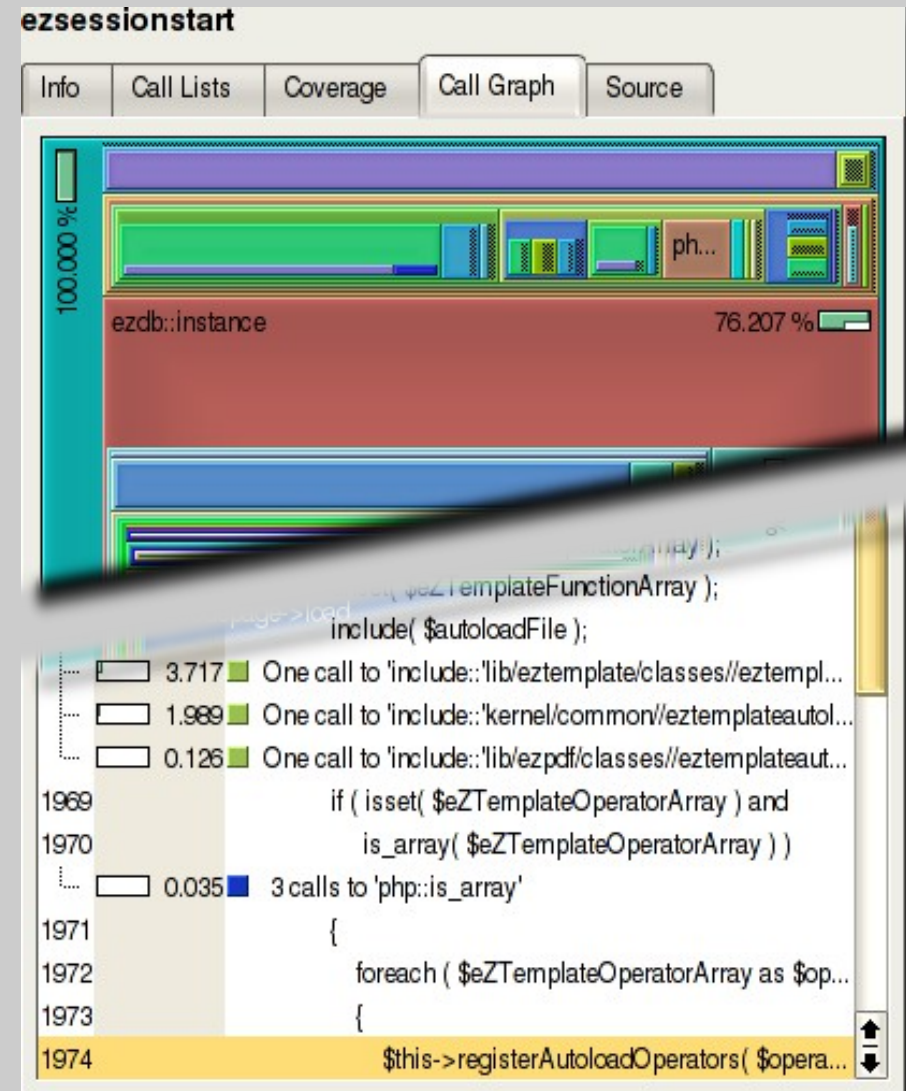 ezsessionstart
Info Call Lists Coverage Call Graph Source
100.000 %
ph...
ezdb::instance 76.207 %
$eZTemplateFunctionArray );
page->load
include( $autoloadFile );
3.717 One call to 'include::'lib/eztemplate/classes//eztempl...
1.989 One call to 'include::'kernel/common//eztemplateautol...
0.126 One call to 'include::'lib/ezpdf/classes//eztemplateaut...
1969 if ( isset( $eZTemplateOperatorArray ) and
1970 is_array( $eZTemplateOperatorArray ) )
0.035 3 calls to 'php::is_array'
1971 {
1972 foreach ( $eZTemplateOperatorArray as $op...
1973 {
1974 $this->registerAutoloadOperators( $opera...